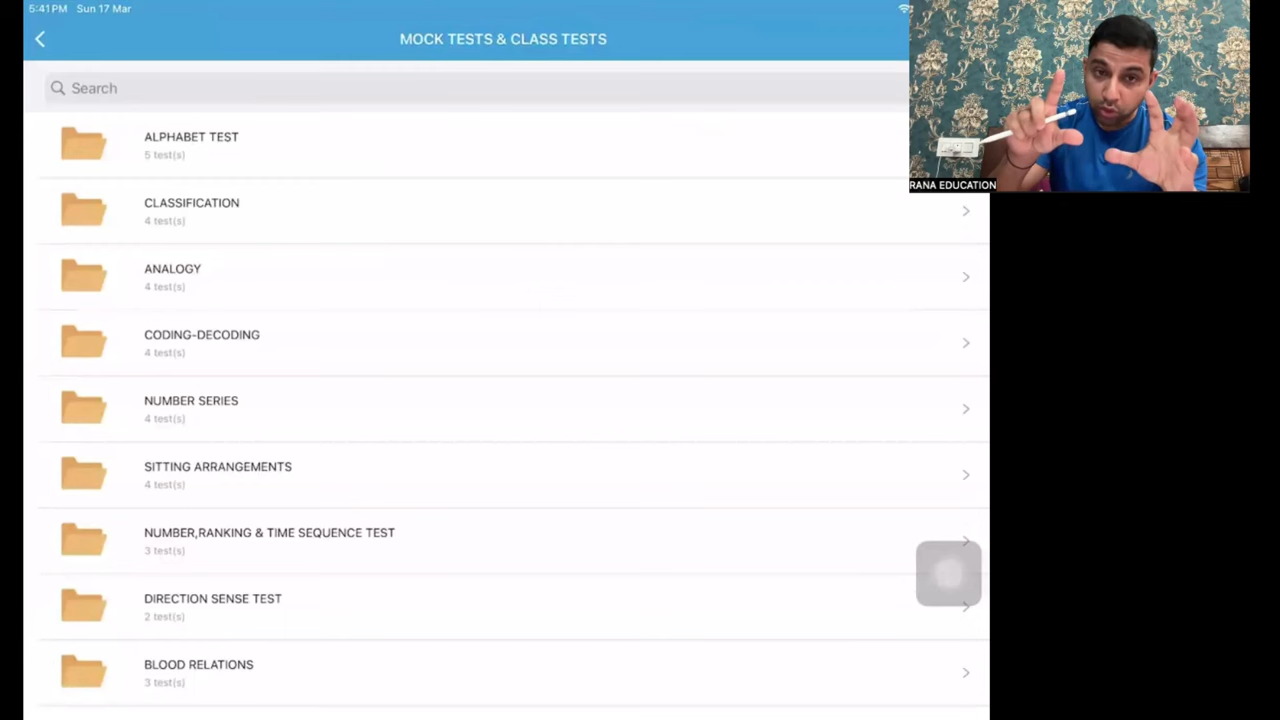 5:41PM Sun 17 Mar
MOCK TESTS & CLASS TESTS
Search
RANA EDUCATION
ALPHABET TEST
5 test(s)
CLASSIFICATION
4 test(s)
ANALOGY
4 test(s)
CODING-DECODING
4 test(s)
NUMBER SERIES
4 test(s)
SITTING ARRANGEMENTS
4 test(s)
NUMBER,RANKING & TIME SEQUENCE TEST
3 test(s)
DIRECTION SENSE TEST
2 test(s)
BLOOD RELATIONS
3 test(s)